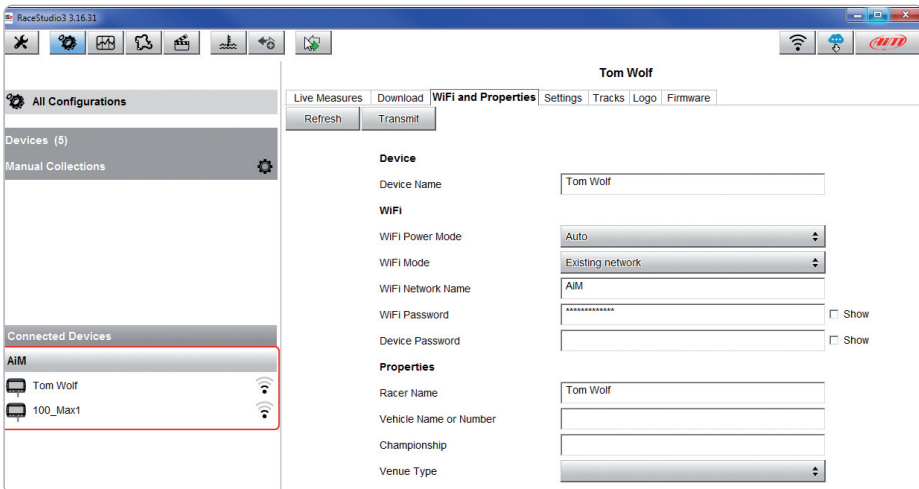 RaceStudio3 3.16.31
AiM
Tom Wolf
All Configurations
Live Measures Download WiFi and Properties Settings Tracks Logo Firmware
Refresh Transmit
Devices (5)
Manual Collections
Device
Device Name Tom Wolf
WiFi
WiFi Power Mode Auto
WiFi Mode Existing network
WiFi Network Name AiM
WiFi Password ************* Show
Device Password Show
Properties
Racer Name Tom Wolf
Vehicle Name or Number
Championship
Venue Type
Connected Devices
AiM
Tom Wolf
100_Max1